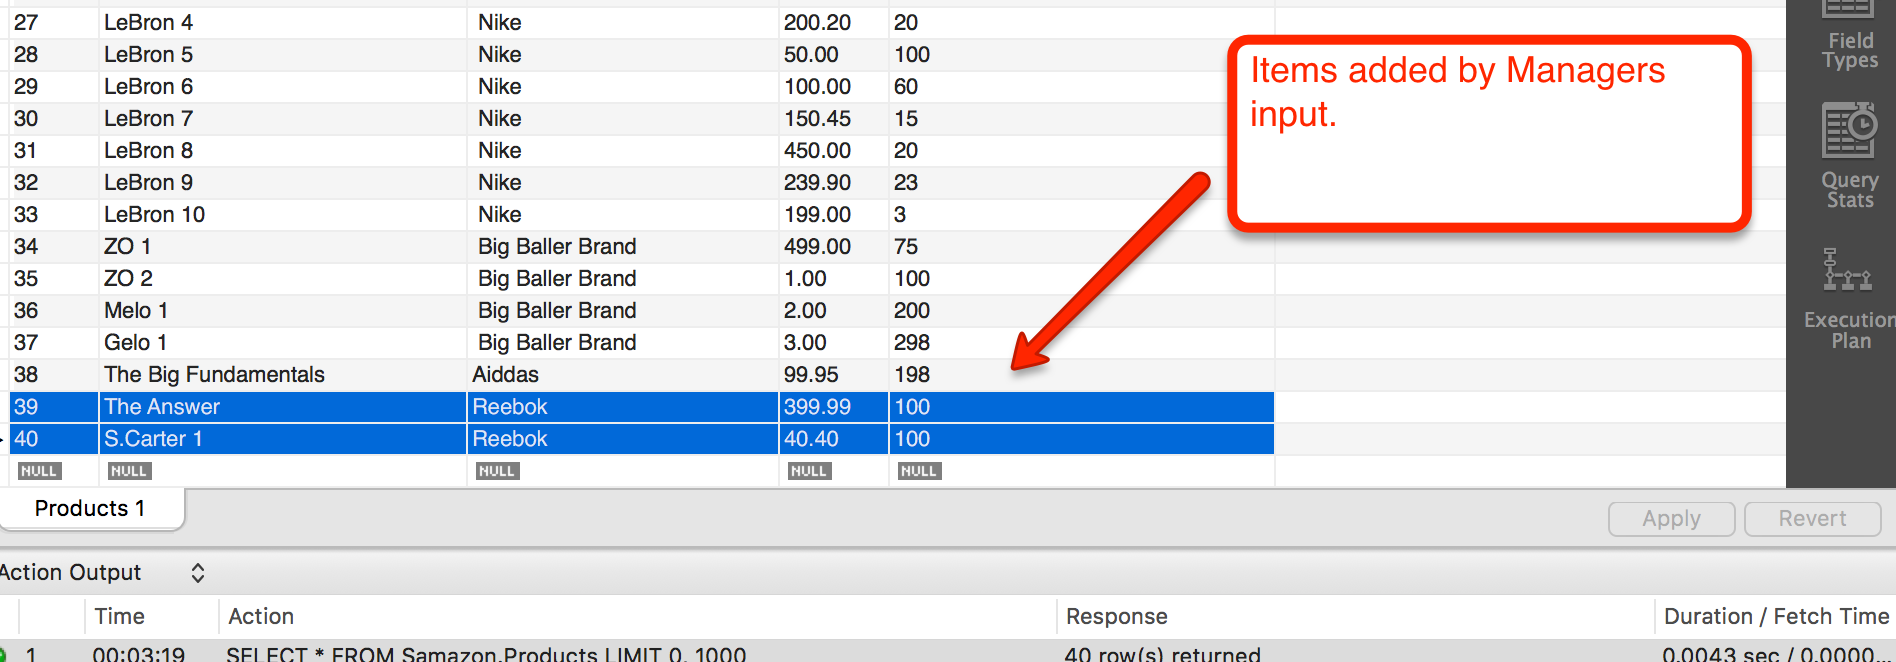 27 LeBron 4 Nike 200.20 20
28 LeBron 5 Nike 50.00 100
29 LeBron 6 Nike 100.00 60
30 LeBron 7 Nike 150.45 15
31 LeBron 8 Nike 450.00 20
32 LeBron 9 Nike 239.90 23
33 LeBron 10 Nike 199.00 3
34 ZO 1 Big Baller Brand 499.00 75
35 ZO 2 Big Baller Brand 1.00 100
36 Melo 1 Big Baller Brand 2.00 200
37 Gelo 1 Big Baller Brand 3.00 298
38 The Big Fundamentals Aiddas 99.95 198
39 The Answer Reebok 399.99 100
40 S.Carter 1 Reebok 40.40 100
NULL NULL NULL NULL NULL
Items added by Managers
input.
Field
Types
Query
Stats
Execution
Plan
Products 1
Apply Revert
Action Output
Time Action Response Duration / Fetch Time
1 00:03:19 SELECT * FROM Samazon.Products LIMIT 0, 1000 40 row(s) returned 0.0043 sec / 0.0000...